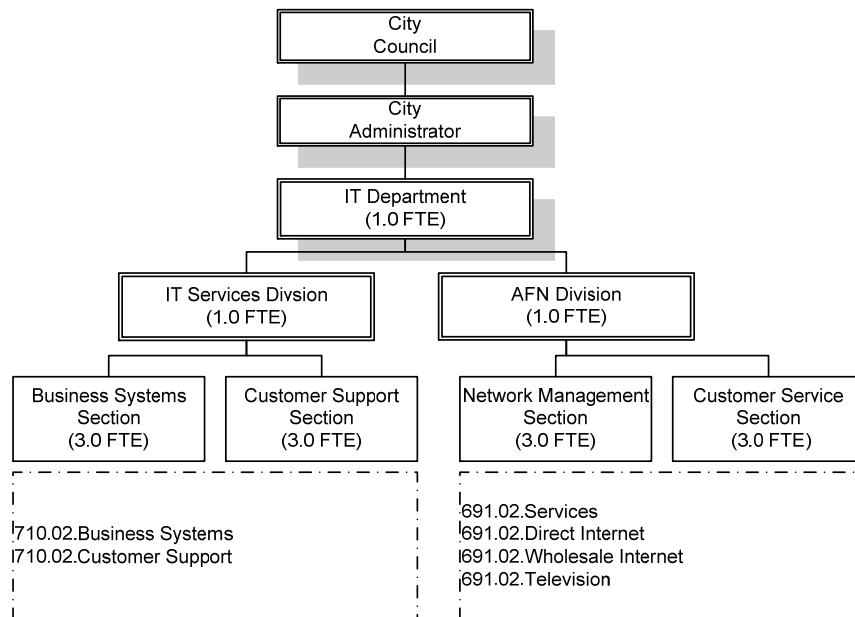 City
Council
City
Administrator
IT Department
(1.0 FTE)
IT Services Divsion
(1.0 FTE)
AFN Division
(1.0 FTE)
Business Systems
Section
(3.0 FTE)
Customer Support
Section
(3.0 FTE)
Network Management
Section
(3.0 FTE)
Customer Service
Section
(3.0 FTE)
710.02.Business Systems
710.02.Customer Support
691.02.Services
691.02.Direct Internet
691.02.Wholesale Internet
691.02.Television